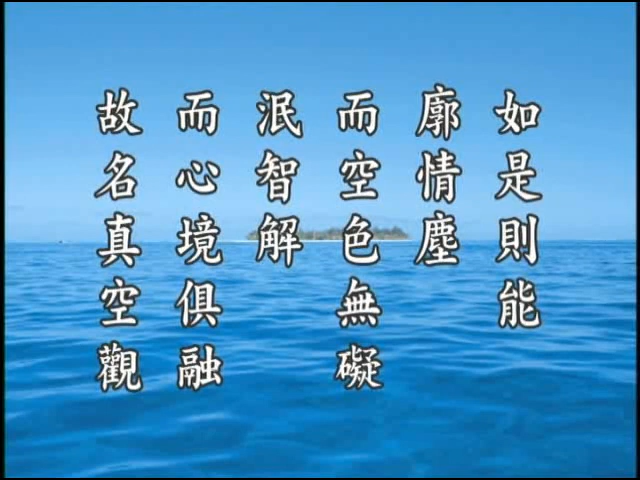 如是則能
廓情塵
而空色無礙
泯智解
而心境俱融
故名真空觀